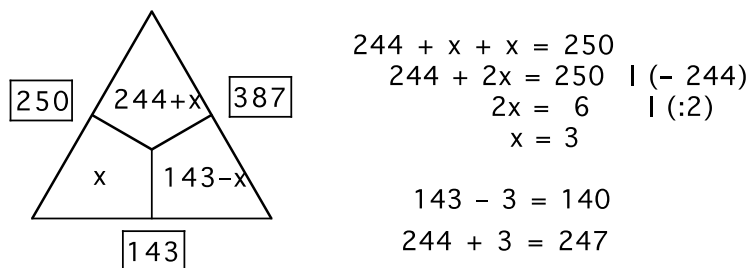 250
244+x
387
x
143–x
143
244 + x + x = 250
244 + 2x = 250 | (– 244)
2x = 6 | (:2)
x = 3
143 – 3 = 140
244 + 3 = 247